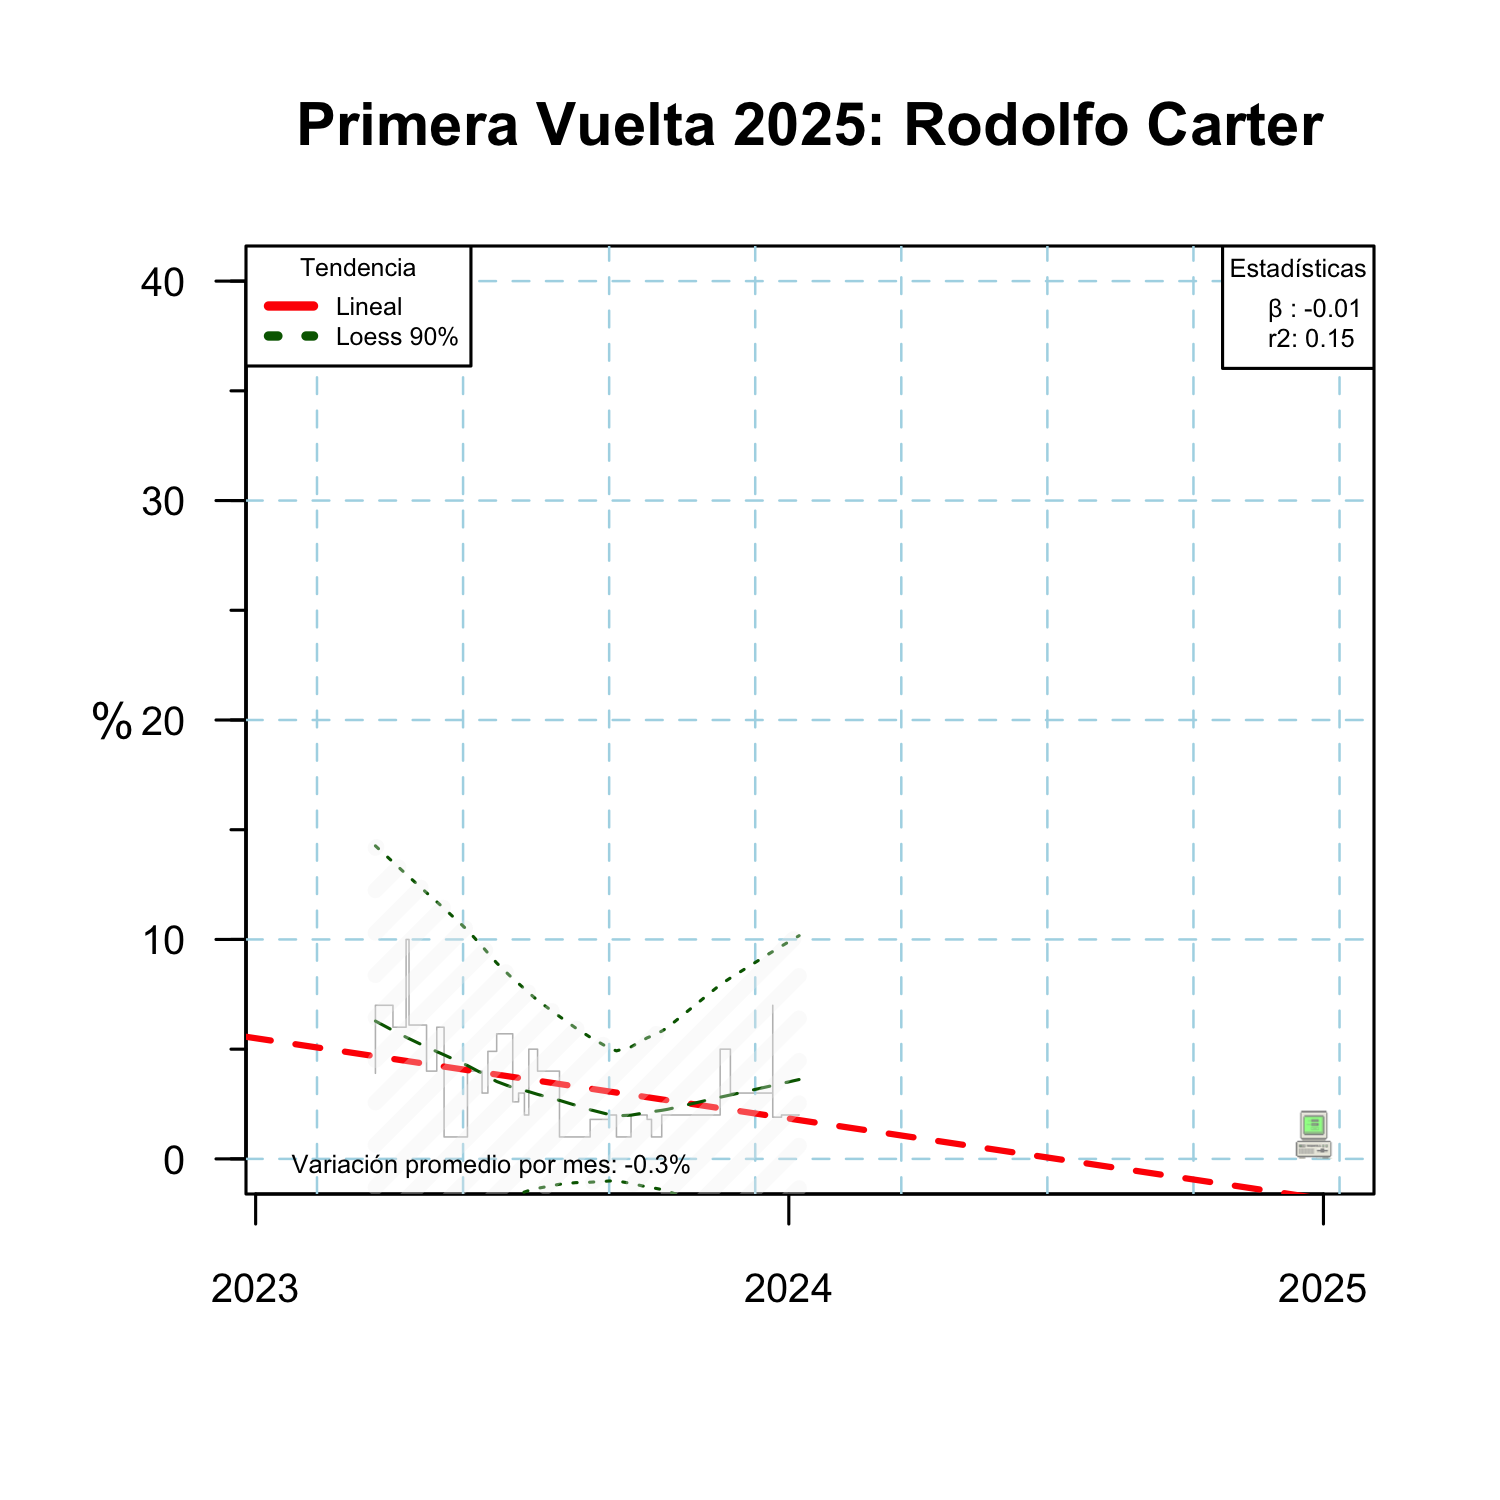 Primera Vuelta 2025: Rodolfo Carter
Tendencia
Lineal
Loess 90%
Estadísticas
β : -0.01
r2: 0.15
40
30
%
20
10
0
Variación promedio por mes: -0.3%
2023
2024
2025